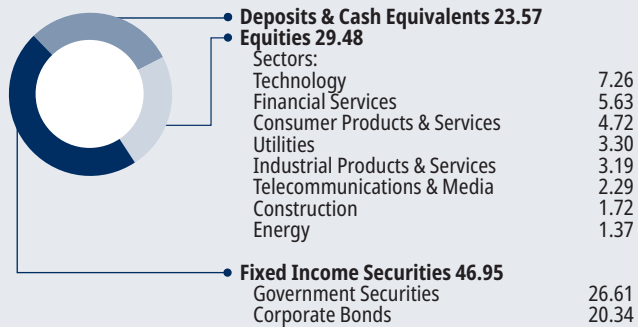 Deposits & Cash Equivalents 23.57
Equities 29.48
Sectors:
Technology 7.26
Financial Services 5.63
Consumer Products & Services 4.72
Utilities 3.30
Industrial Products & Services 3.19
Telecommunications & Media 2.29
Construction 1.72
Energy 1.37
Fixed Income Securities 46.95
Government Securities 26.61
Corporate Bonds 20.34